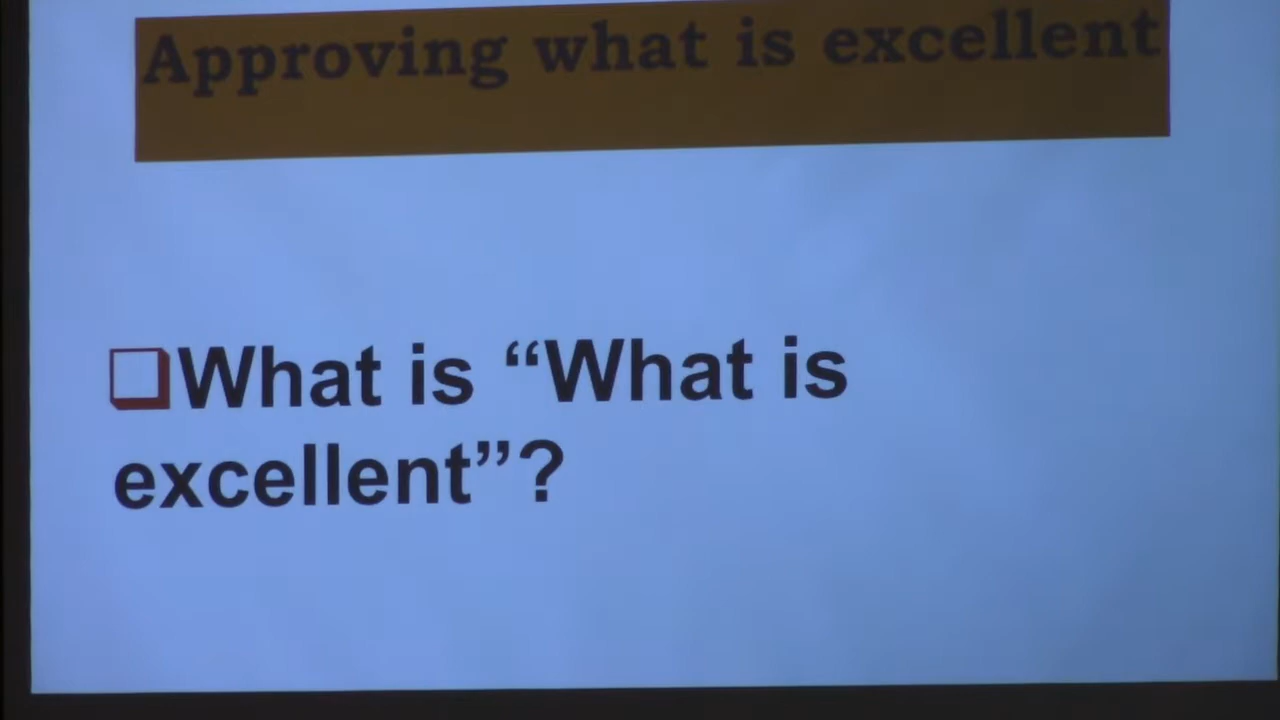 Approving what is excellent
❑What is “What is
excellent”?